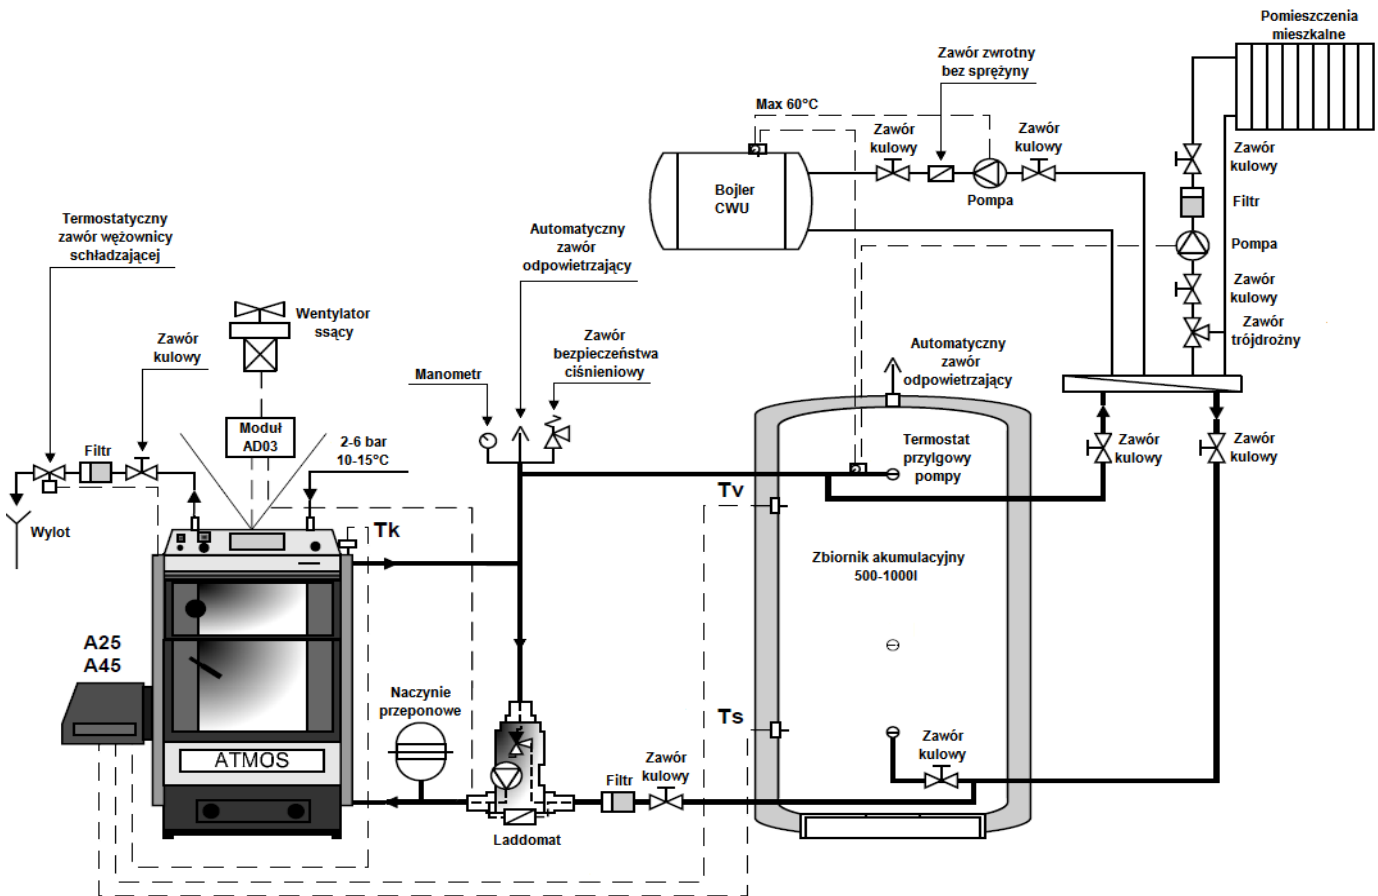 Pomieszczenia
mieszkalne
Zawór zwrotny
bez sprężyny
Max 60°C
Zawór
kulowy
Zawór
kulowy
Zawór
kulowy
Bojler
CWU
Pompa
Filtr
Termostatyczny
zawór wężownicy
schładzającej
Automatyczny
zawór
odpowietrzający
Pompa
Zawór
kulowy
Wentylator
ssący
Zawór
kulowy
Zawór
bezpieczeństwa
ciśnieniowy
Zawór
trójdrożny
Automatyczny
zawór
odpowietrzający
Manometr
Moduł
AD03
2-6 bar
10-15°C
Filtr
Termostat
przylgowy
pompy
Zawór
kulowy
Zawór
kulowy
Tv
Wylot
Tk
Zbiornik akumulacyjny
500-1000l
A25
A45
Naczynie
przeponowe
Ts
Zawór
kulowy
ATMOS
Zawór
kulowy
Filtr
Laddomat